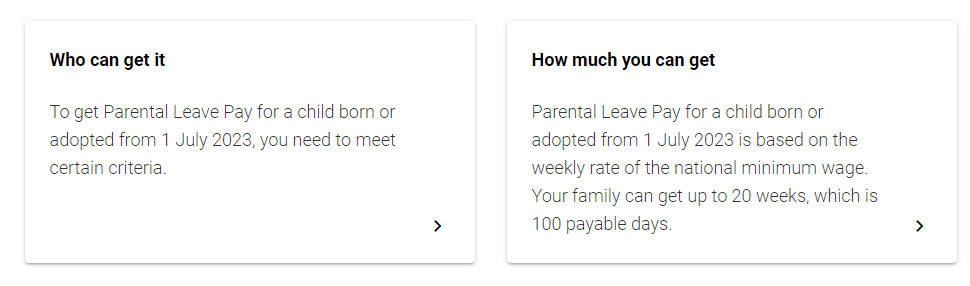 Who can get it
To get Parental Leave Pay for a child born or
adopted from 1 July 2023, you need to meet
certain criteria.
How much you can get
Parental Leave Pay for a child born or
adopted from 1 July 2023 is based on the
weekly rate of the national minimum wage.
Your family can get up to 20 weeks, which is
100 payable days.